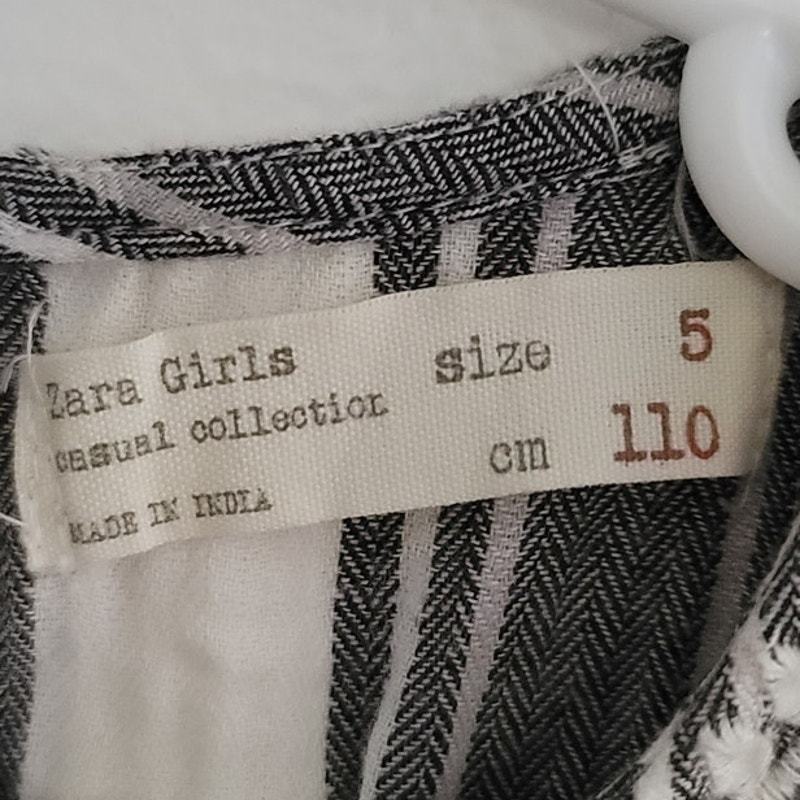 Zara Girls
casual collection
MADE IN INDIA
size 5
cm 110